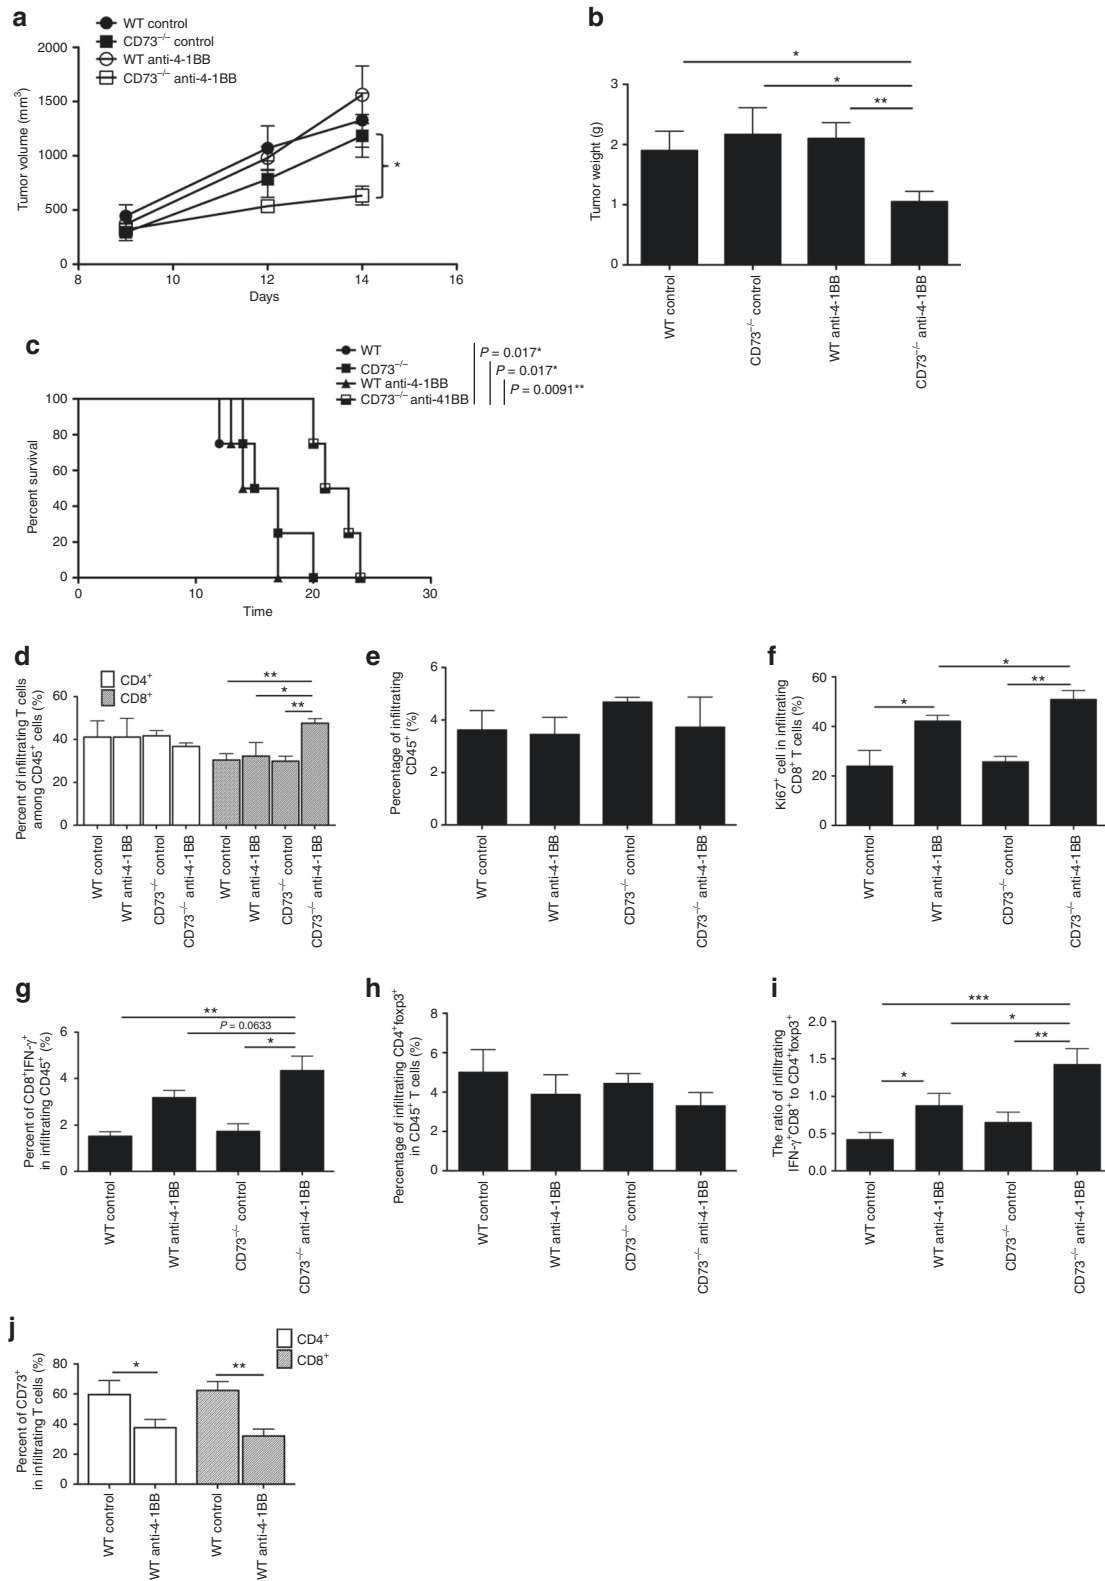 a
WT control
CD73⁻/⁻ control
WT anti-4-1BB
CD73⁻/⁻ anti-4-1BB
Tumor volume (mm³)
2000
1500
1000
500
0
*
8 10 12 14 16
Days
b
Tumor weight (g)
3
2
1
0
*
*
**
WT control
CD73⁻/⁻ control
WT anti-4-1BB
CD73⁻/⁻ anti-4-1BB
c
WT
CD73⁻/⁻
WT anti-4-1BB
CD73⁻/⁻ anti-41BB
P = 0.017*
P = 0.017*
P = 0.0091**
Percent survival
100
80
60
40
20
0
0 10 20 30
Time
d
CD4⁺
CD8⁺
Percent of infiltrating T cells
among CD45⁺ cells (%)
60
40
20
0
**
*
**
WT control
WT anti-4-1BB
CD73⁻/⁻ control
CD73⁻/⁻ anti-4-1BB
WT control
WT anti-4-1BB
CD73⁻/⁻ control
CD73⁻/⁻ anti-4-1BB
e
Percentage of infiltrating
CD45⁺ (%)
6
4
2
0
WT control
WT anti-4-1BB
CD73⁻/⁻ control
CD73⁻/⁻ anti-4-1BB
f
Ki67⁺ cell in infiltrating
CD8⁺ T cells (%)
60
40
20
0
*
*
**
WT control
WT anti-4-1BB
CD73⁻/⁻ control
CD73⁻/⁻ anti-4-1BB
g
Percent of CD8⁺IFN-γ⁺
in infiltrating CD45⁺ (%)
6
4
2
0
**
P = 0.0633
*
WT control
WT anti-4-1BB
CD73⁻/⁻ control
CD73⁻/⁻ anti-4-1BB
h
Percentage of infiltrating CD4⁺foxp3⁺
in CD45⁺ T cells (%)
8
6
4
2
0
WT control
WT anti-4-1BB
CD73⁻/⁻ control
CD73⁻/⁻ anti-4-1BB
i
The ratio of infiltrating
IFN-γ⁺CD8⁺ to CD4⁺foxp3⁺
2.0
1.5
1.0
0.5
0.0
***
*
**
*
WT control
WT anti-4-1BB
CD73⁻/⁻ control
CD73⁻/⁻ anti-4-1BB
j
CD4⁺
CD8⁺
Percent of CD73⁺
in infiltrating T cells (%)
80
60
40
20
0
*
**
WT control
WT anti-4-1BB
WT control
WT anti-4-1BB